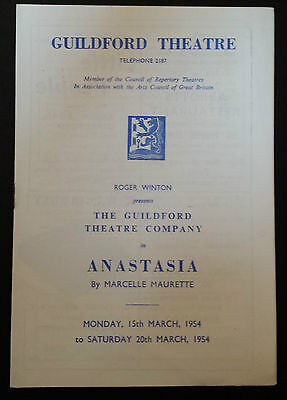 GUILDFORD THEATRE
TELEPHONE 2187
Member of the Council of Repertory Theatres
In Association with the Arts Council of Great Britain
ROGER WINTON
presents
THE GUILDFORD
THEATRE COMPANY
in
ANASTASIA
By MARCELLE MAURETTE
MONDAY, 15th MARCH, 1954
to SATURDAY 20th MARCH, 1954